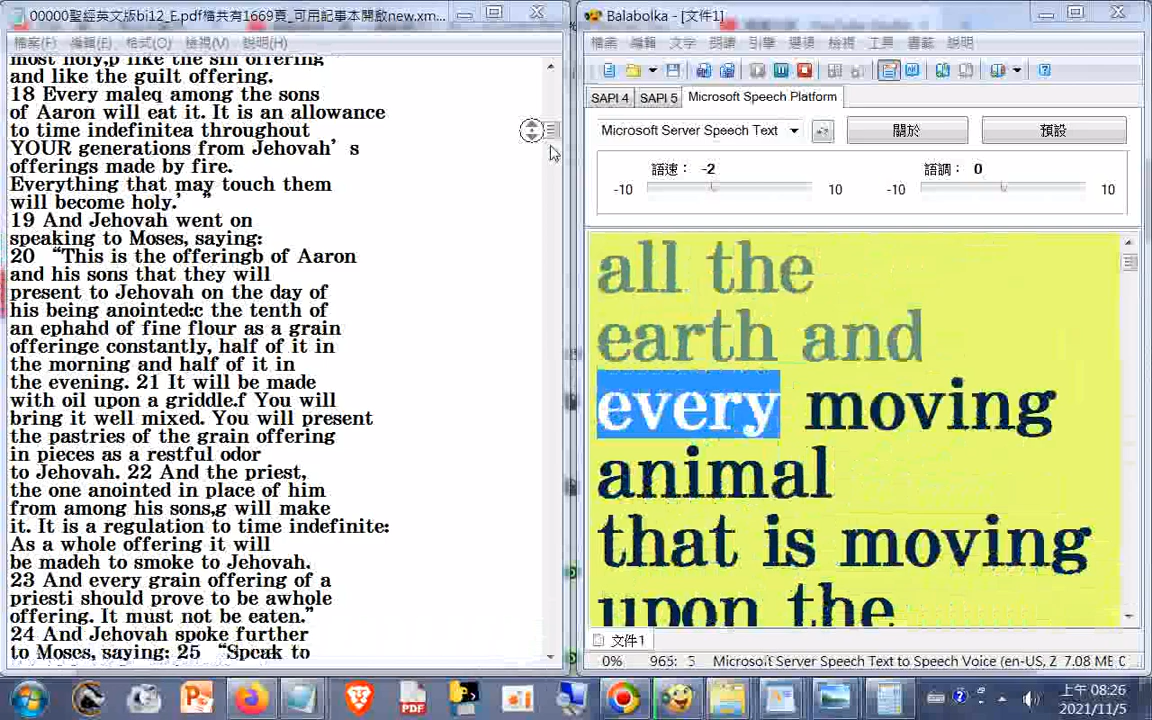 00000聖經英文版bi12_E.pdf檔共有1669頁_可用記事本開啟new.xm...
檔案(F) 編輯(E) 格式(O) 檢視(V) 說明(H)
most holy,p like the sin offering
and like the guilt offering.
18 Every maleq among the sons
of Aaron will eat it. It is an allowance
to time indefinitea throughout
YOUR generations from Jehovah’s
offerings made by fire.
Everything that may touch them
will become holy.’ ”
19 And Jehovah went on
speaking to Moses, saying:
20 “This is the offeringb of Aaron
and his sons that they will
present to Jehovah on the day of
his being anointed:c the tenth of
an ephahd of fine flour as a grain
offeringe constantly, half of it in
the morning and half of it in
the evening. 21 It will be made
with oil upon a griddle.f You will
bring it well mixed. You will present
the pastries of the grain offering
in pieces as a restful odor
to Jehovah. 22 And the priest,
the one anointed in place of him
from among his sons,g will make
it. It is a regulation to time indefinite:
As a whole offering it will
be madeh to smoke to Jehovah.
23 And every grain offering of a
priesti should prove to be awhole
offering. It must not be eaten.”
24 And Jehovah spoke further
to Moses, saying: 25 “Speak to
Balabolka - [文件1]
檔案 編輯 文字 朗讀 引擎 選項 檢視 工具 書籤 說明
SAPI 4 SAPI 5 Microsoft Speech Platform
Microsoft Server Speech Text 關於 預設
語速： -2 語調： 0
-10 10 -10 10
all the
earth and
every moving
animal
that is moving
upon the
文件1
0% 965: 5 Microsoft Server Speech Text to Speech Voice (en-US, Z 7.08 ME
PDF
上午 08:26
2021/11/5